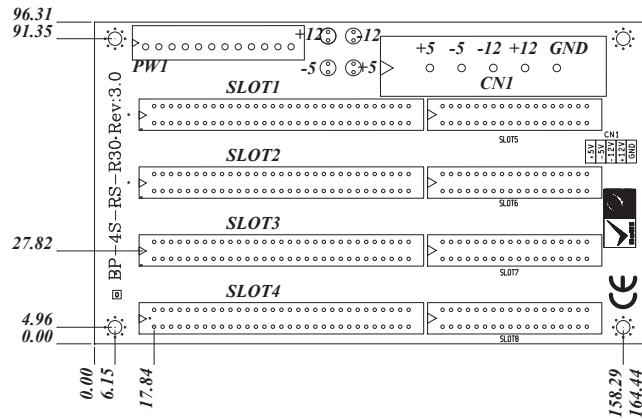 96.31
91.35
27.82
4.96
0.00
0.00
6.15
17.84
158.29
164.44
BP-4S-RS-R30 Rev:3.0
PW1
+12
-12
-5
+5
+5 -5 -12 +12 GND
CN1
SLOT1
SLOT5
CN1
+5V
-5V
-12V
+12V
GND
SLOT2
SLOT6
SLOT3
SLOT7
CE
SLOT4
SLOT8